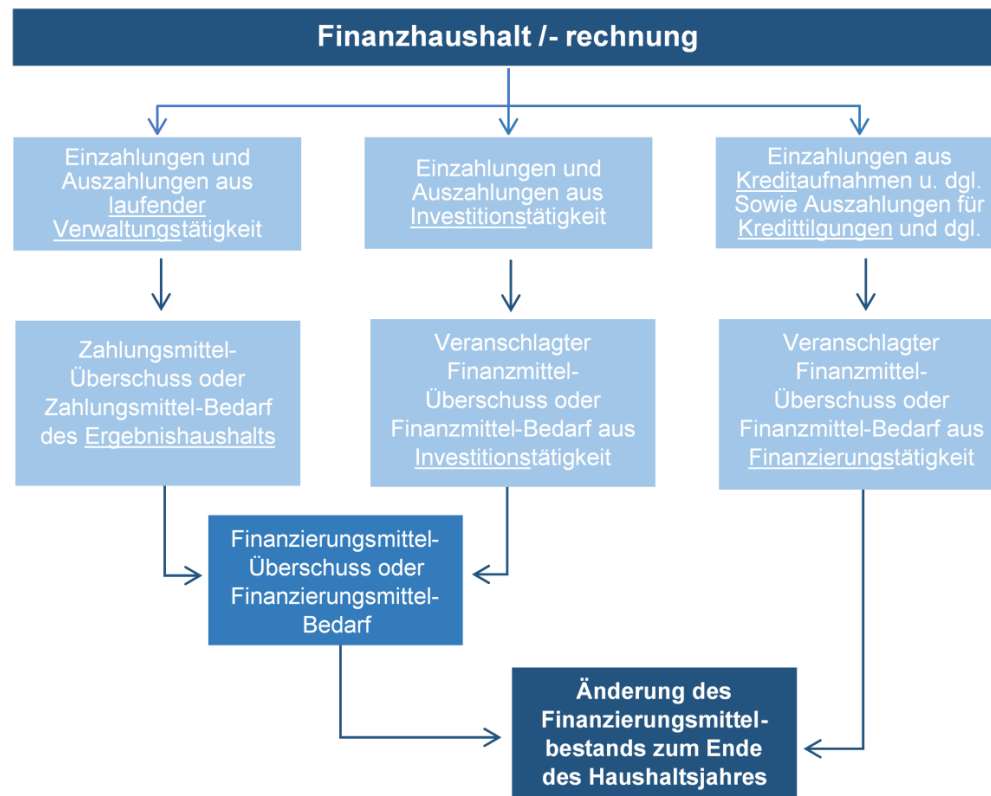 Finanzhaushalt /- rechnung
Einzahlungen und
Auszahlungen aus
laufender
Verwaltungstätigkeit
Einzahlungen und
Auszahlungen aus
Investitionstätigkeit
Einzahlungen aus
Kreditaufnahmen u. dgl.
Sowie Auszahlungen für
Kredittilgungen und dgl.
Zahlungsmittel-
Überschuss oder
Zahlungsmittel-Bedarf
des Ergebnishaushalts
Veranschlagter
Finanzmittel-
Überschuss oder
Finanzmittel-Bedarf aus
Investitionstätigkeit
Veranschlagter
Finanzmittel-
Überschuss oder
Finanzmittel-Bedarf aus
Finanzierungstätigkeit
Finanzierungsmittel-
Überschuss oder
Finanzierungsmittel-
Bedarf
Änderung des
Finanzierungsmittel-
bestands zum Ende
des Haushaltsjahres